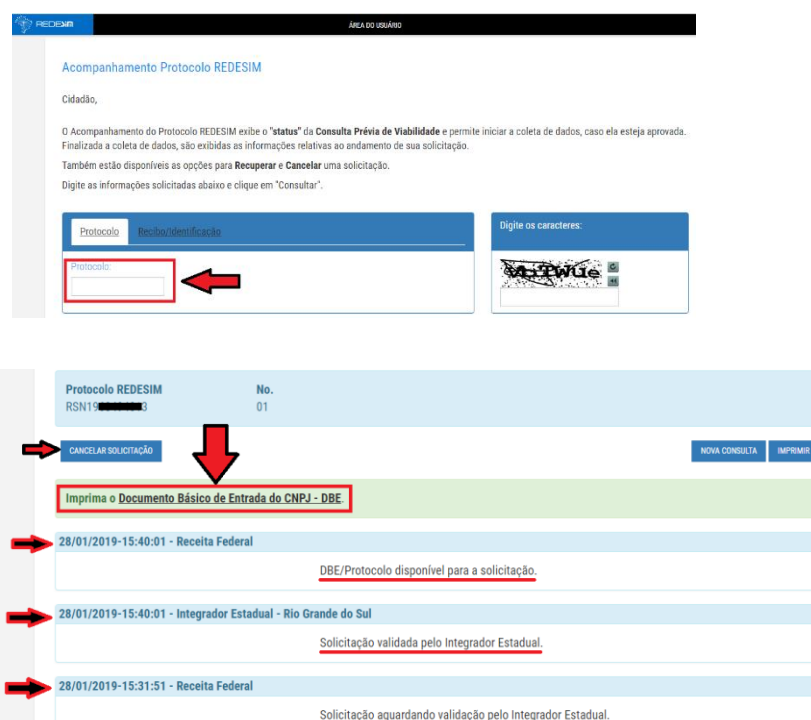 REDESIM
ÁREA DO USUÁRIO
Acompanhamento Protocolo REDESIM
Cidadão,
O Acompanhamento do Protocolo REDESIM exibe o "status" da Consulta Prévia de Viabilidade e permite iniciar a coleta de dados, caso ela esteja aprovada.
Finalizada a coleta de dados, são exibidas as informações relativas ao andamento de sua solicitação.
Também estão disponíveis as opções para Recuperar e Cancelar uma solicitação.
Digite as informações solicitadas abaixo e clique em "Consultar".
Protocolo Recibo/Identificação
Digite os caracteres:
Protocolo:
Protocolo REDESIM No.
RSN19 3 01
CANCELAR SOLICITAÇÃO
NOVA CONSULTA IMPRIMIR
Imprima o Documento Básico de Entrada do CNPJ - DBE.
28/01/2019-15:40:01 - Receita Federal
DBE/Protocolo disponível para a solicitação.
28/01/2019-15:40:01 - Integrador Estadual - Rio Grande do Sul
Solicitação validada pelo Integrador Estadual.
28/01/2019-15:31:51 - Receita Federal
Solicitação aguardando validação pelo Integrador Estadual.